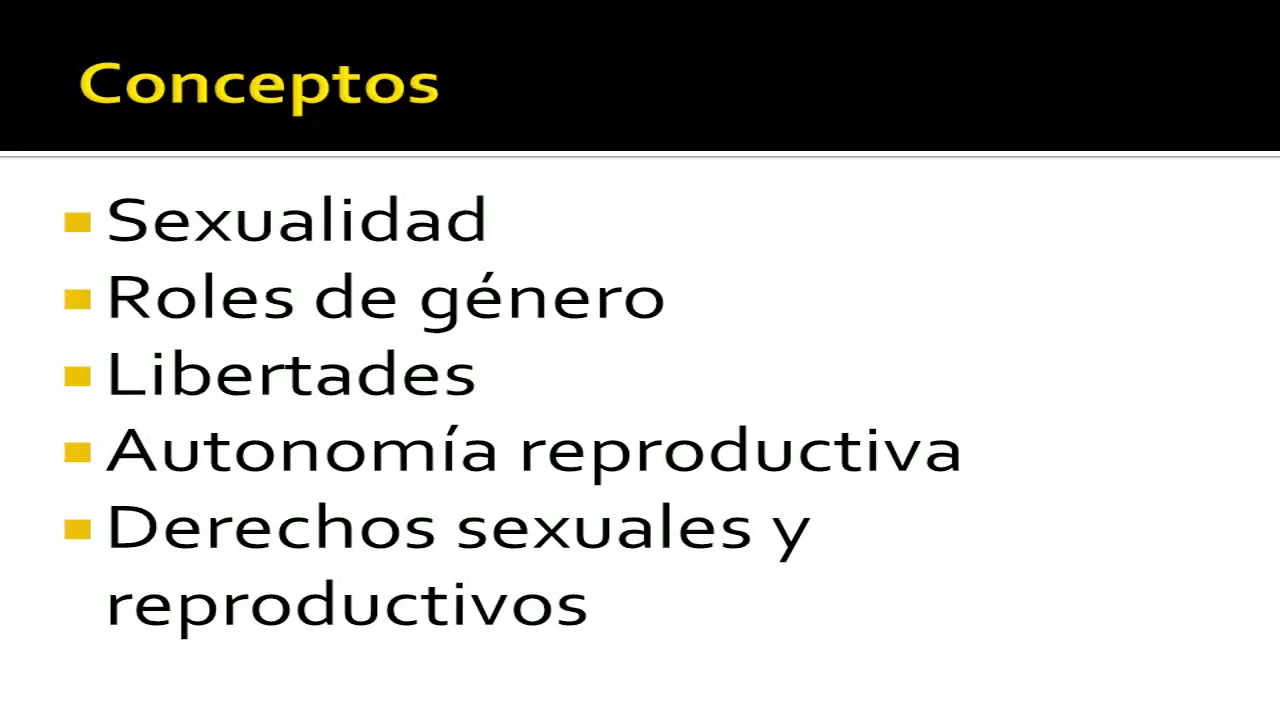 Conceptos
Sexualidad
Roles de género
Libertades
Autonomía reproductiva
Derechos sexuales y
reproductivos